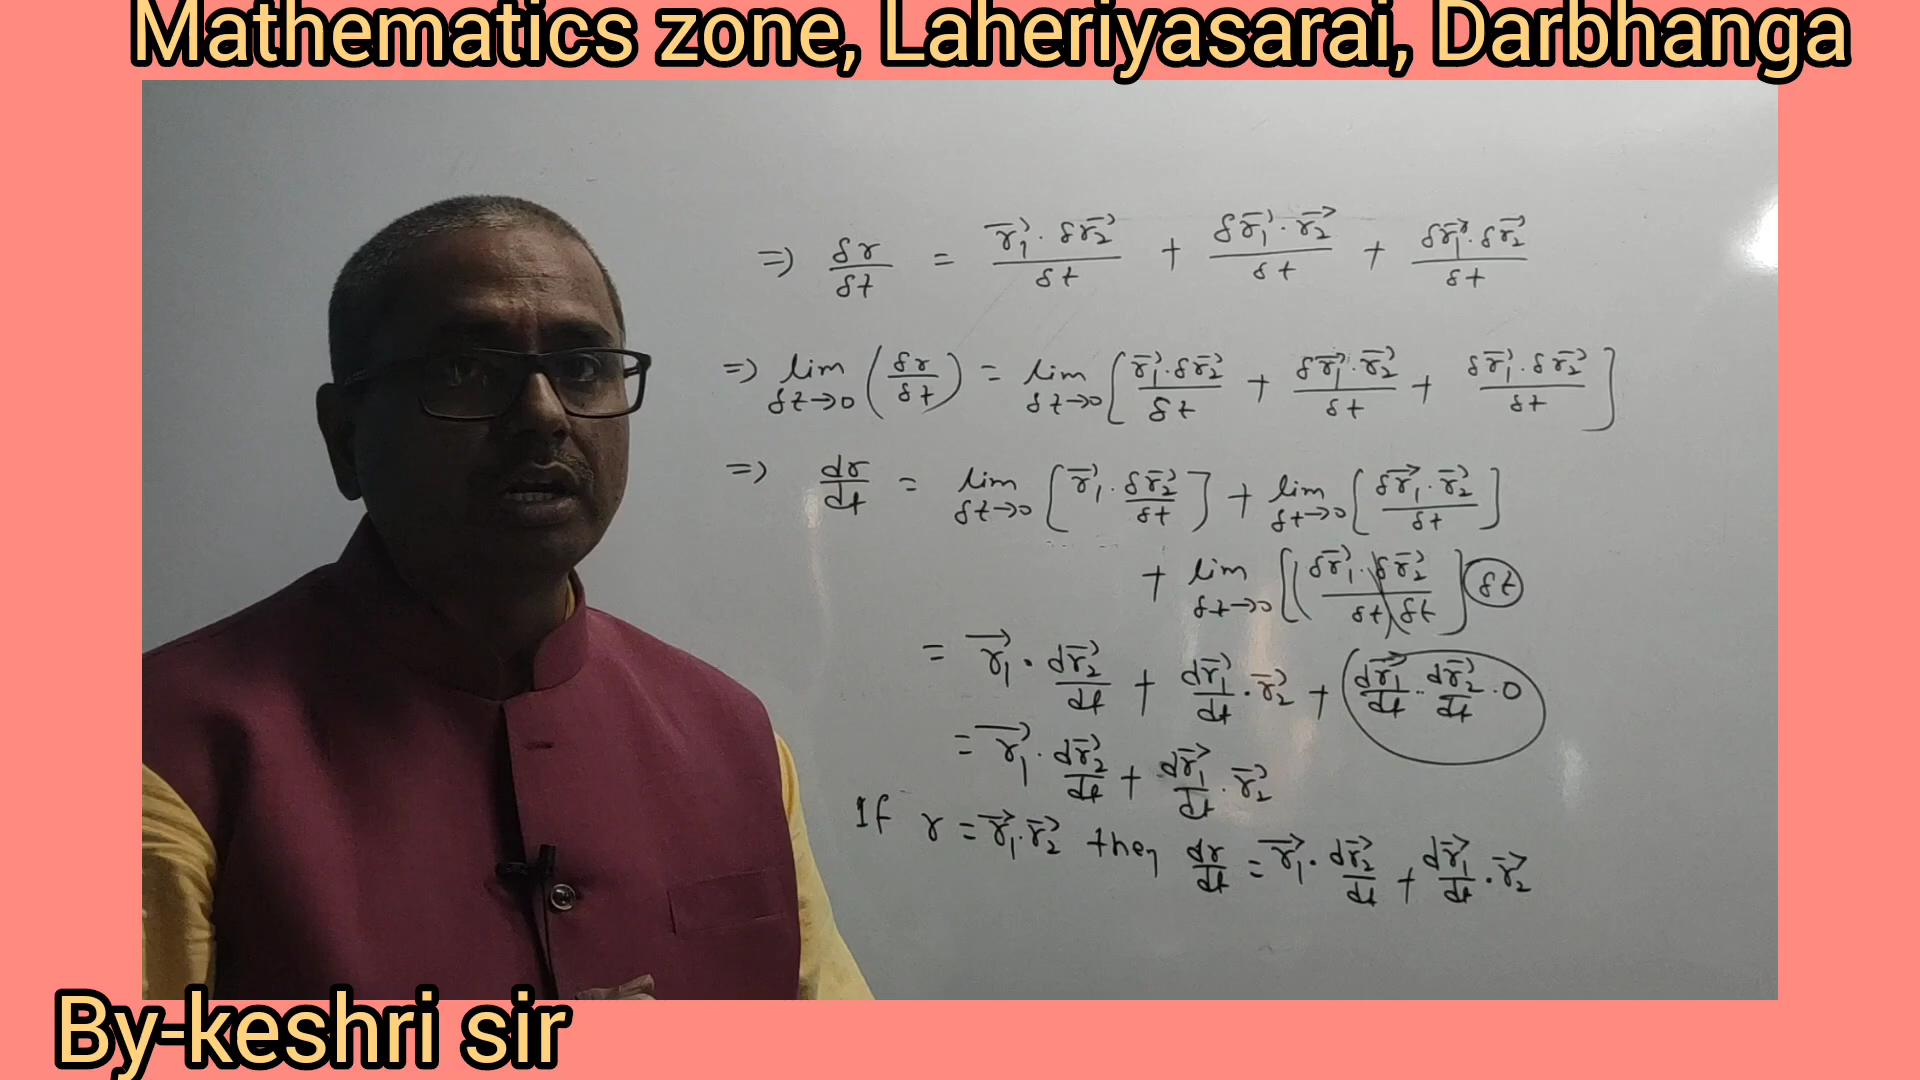 Mathematics zone, Laheriyasarai, Darbhanga
⇒ δr/δt = r⃗₁ · δr⃗₂/δt + δr⃗₁ · r⃗₂/δt + δr⃗₁ · δr⃗₂/δt
⇒ lim δt→0 (δr/δt) = lim δt→0 [r⃗₁ · δr⃗₂/δt + δr⃗₁ · r⃗₂/δt + δr⃗₁ · δr⃗₂/δt]
⇒ dr/dt = lim δt→0 [r⃗₁ · δr⃗₂/δt] + lim δt→0 [δr⃗₁ · r⃗₂/δt]
+ lim δt→0 [(δr⃗₁ · δr⃗₂/δt δt)] δt
= r⃗₁ · dr⃗₂/dt + dr⃗₁/dt · r⃗₂ + dr⃗₁/dt · dr⃗₂/dt · 0
= r⃗₁ · dr⃗₂/dt + dr⃗₁/dt · r⃗₂
If r = r⃗₁ · r⃗₂ then dr/dt = r⃗₁ · dr⃗₂/dt + dr⃗₁/dt · r⃗₂
By-keshri sir